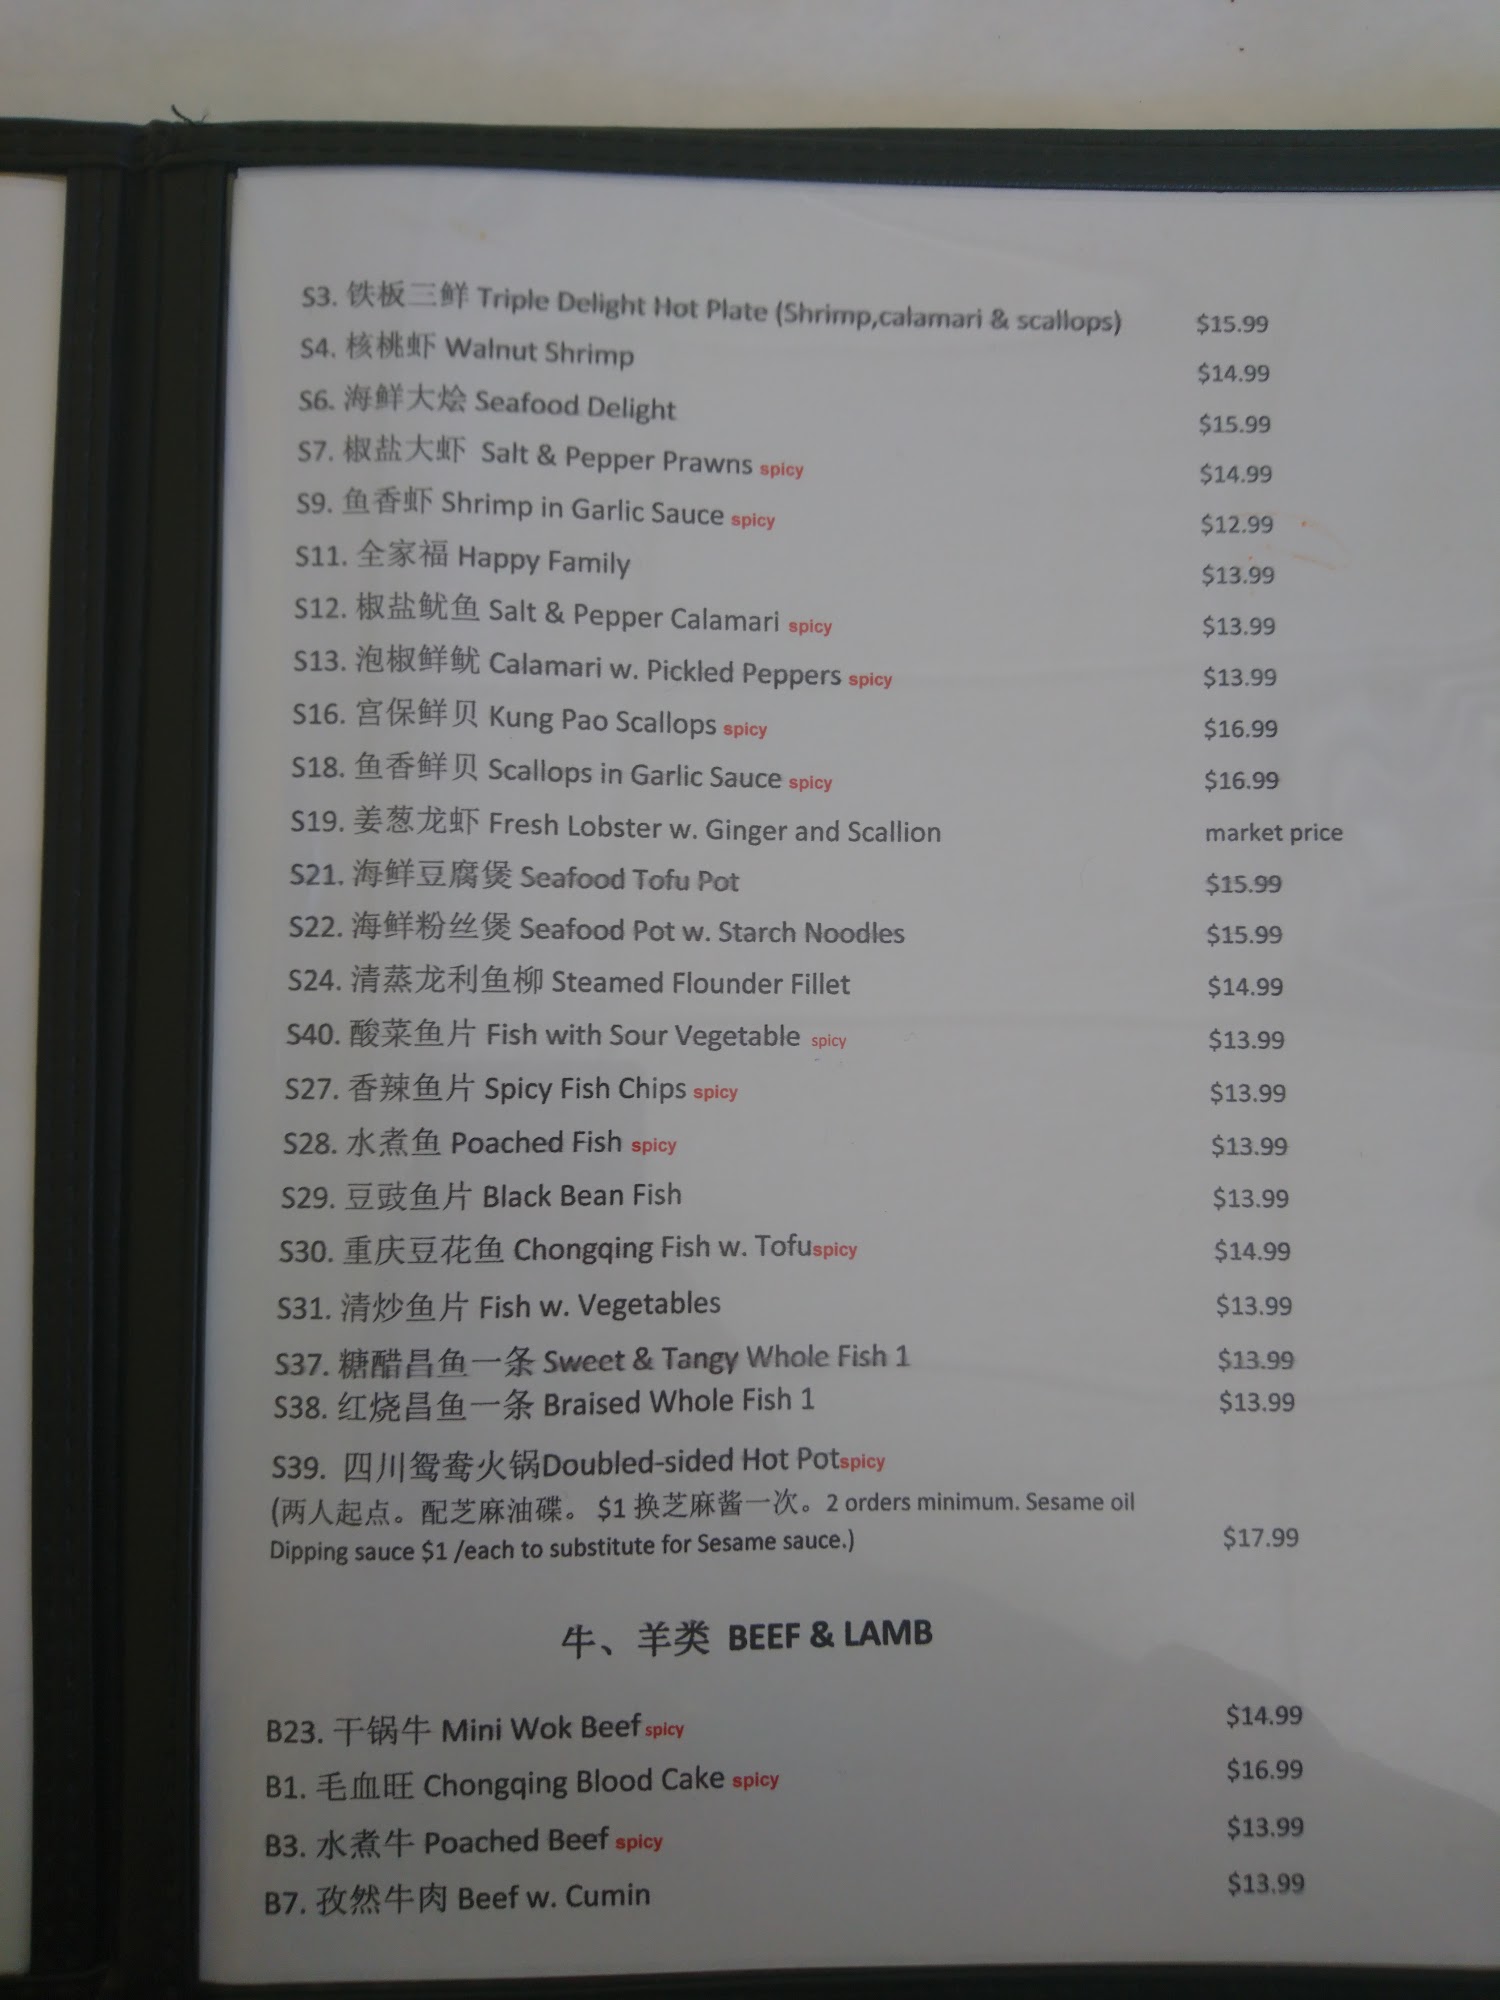 S3. 铁板三鲜 Triple Delight Hot Plate (Shrimp,calamari & scallops) $15.99
S4. 核桃虾 Walnut Shrimp $14.99
S6. 海鲜大烩 Seafood Delight $15.99
S7. 椒盐大虾 Salt & Pepper Prawns spicy $14.99
S9. 鱼香虾 Shrimp in Garlic Sauce spicy $12.99
S11. 全家福 Happy Family $13.99
S12. 椒盐鱿鱼 Salt & Pepper Calamari spicy $13.99
S13. 泡椒鲜鱿 Calamari w. Pickled Peppers spicy $13.99
S16. 宫保鲜贝 Kung Pao Scallops spicy $16.99
S18. 鱼香鲜贝 Scallops in Garlic Sauce spicy $16.99
S19. 姜葱龙虾 Fresh Lobster w. Ginger and Scallion market price
S21. 海鲜豆腐煲 Seafood Tofu Pot $15.99
S22. 海鲜粉丝煲 Seafood Pot w. Starch Noodles $15.99
S24. 清蒸龙利鱼柳 Steamed Flounder Fillet $14.99
S40. 酸菜鱼片 Fish with Sour Vegetable spicy $13.99
S27. 香辣鱼片 Spicy Fish Chips spicy $13.99
S28. 水煮鱼 Poached Fish spicy $13.99
S29. 豆豉鱼片 Black Bean Fish $13.99
S30. 重庆豆花鱼 Chongqing Fish w. Tofuspicy $14.99
S31. 清炒鱼片 Fish w. Vegetables $13.99
S37. 糖醋昌鱼一条 Sweet & Tangy Whole Fish 1 $13.99
S38. 红烧昌鱼一条 Braised Whole Fish 1 $13.99
S39. 四川鸳鸯火锅Doubled-sided Hot Potspicy
(两人起点。配芝麻油碟。 $1 换芝麻酱一次。2 orders minimum. Sesame oil
Dipping sauce $1 /each to substitute for Sesame sauce.) $17.99
牛、羊类 BEEF & LAMB
B23. 干锅牛 Mini Wok Beef spicy $14.99
B1. 毛血旺 Chongqing Blood Cake spicy $16.99
B3. 水煮牛 Poached Beef spicy $13.99
B7. 孜然牛肉 Beef w. Cumin $13.99